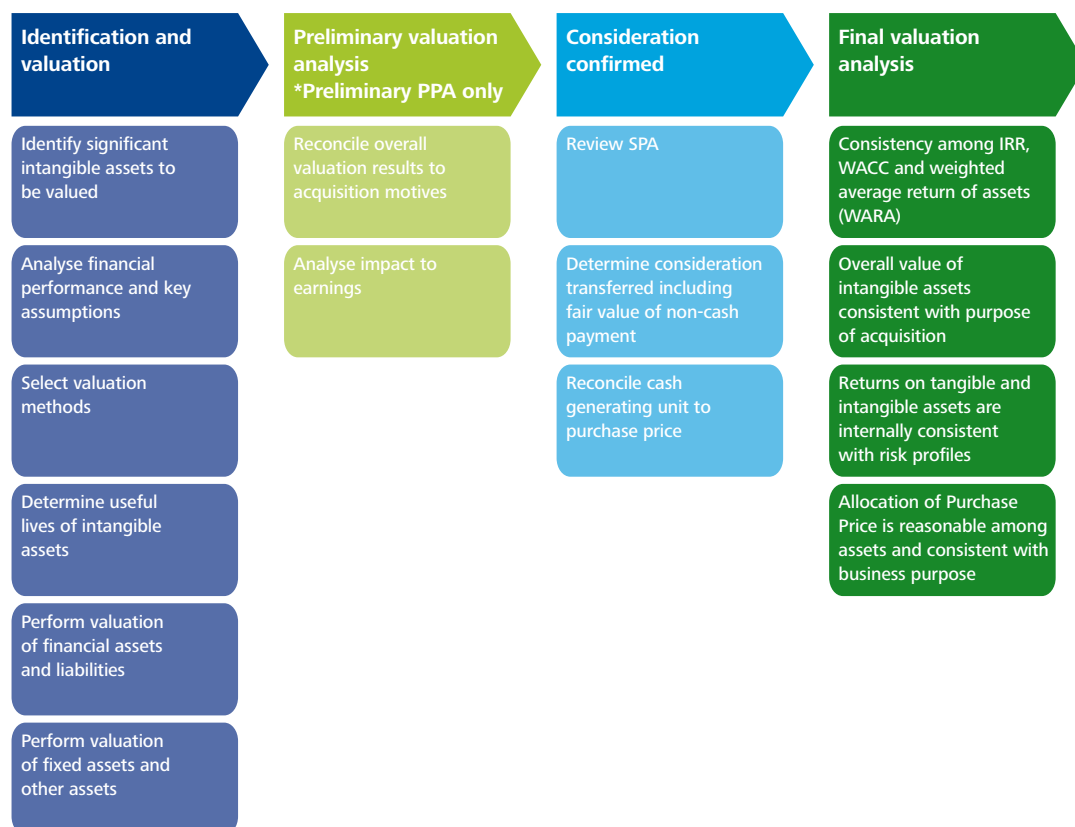 Identification and
valuation
Identify significant
intangible assets to
be valued
Analyse financial
performance and key
assumptions
Select valuation
methods
Determine useful
lives of intangible
assets
Perform valuation
of financial assets
and liabilities
Perform valuation
of fixed assets and
other assets
Preliminary valuation
analysis
*Preliminary PPA only
Reconcile overall
valuation results to
acquisition motives
Analyse impact to
earnings
Consideration
confirmed
Review SPA
Determine consideration
transferred including
fair value of non-cash
payment
Reconcile cash
generating unit to
purchase price
Final valuation
analysis
Consistency among IRR,
WACC and weighted
average return of assets
(WARA)
Overall value of
intangible assets
consistent with purpose
of acquisition
Returns on tangible and
intangible assets are
internally consistent
with risk profiles
Allocation of Purchase
Price is reasonable among
assets and consistent with
business purpose